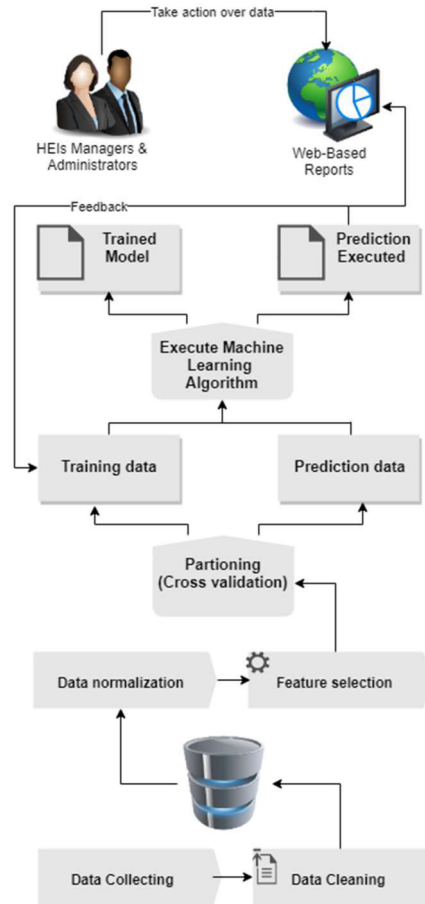 Take action over data
HEIs Managers &
Administrators
Web-Based
Reports
Feedback
Trained
Model
Prediction
Executed
Execute Machine
Learning
Algorithm
Training data
Prediction data
Partioning
(Cross validation)
Data normalization
Feature selection
Data Collecting
Data Cleaning